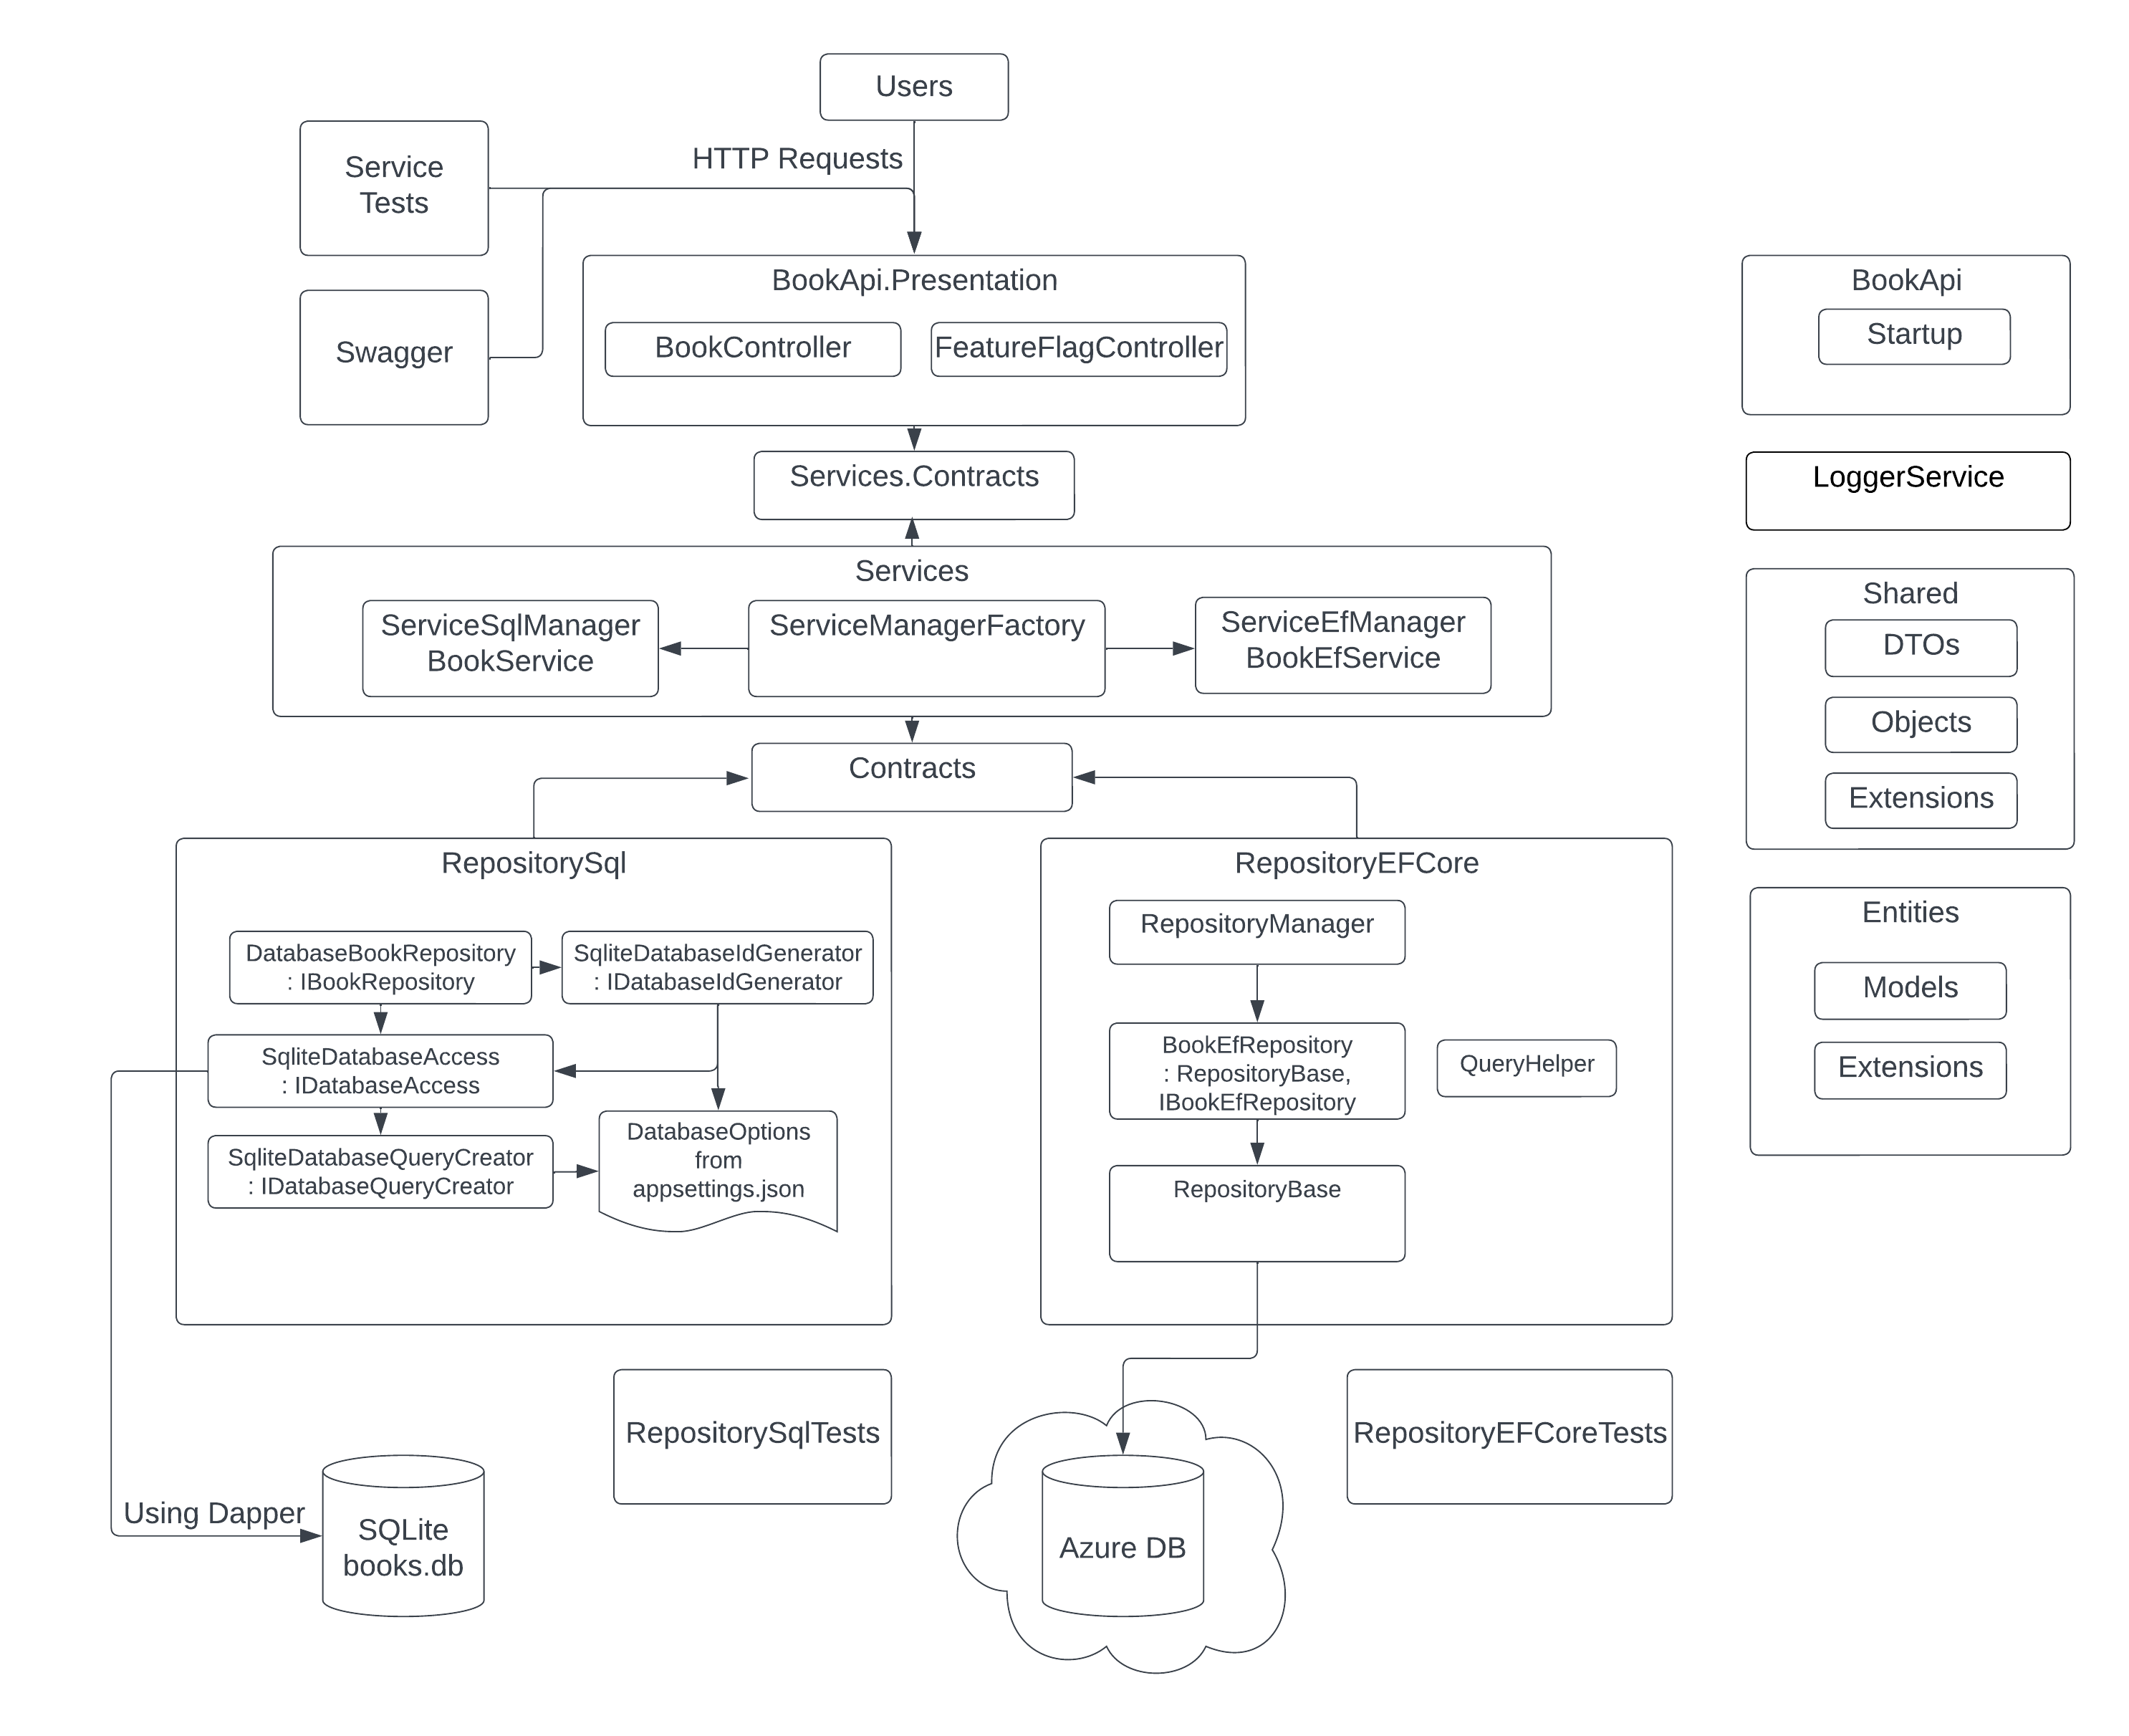 Users
HTTP Requests
Service
Tests
Swagger
BookApi.Presentation
BookController
FeatureFlagController
Services.Contracts
Services
ServiceSqlManager
BookService
ServiceManagerFactory
ServiceEfManager
BookEfService
Contracts
RepositorySql
DatabaseBookRepository
: IBookRepository
SqliteDatabaseIdGenerator
: IDatabaseIdGenerator
SqliteDatabaseAccess
: IDatabaseAccess
SqliteDatabaseQueryCreator
: IDatabaseQueryCreator
DatabaseOptions
from
appsettings.json
RepositoryEFCore
RepositoryManager
BookEfRepository
: RepositoryBase,
IBookEfRepository
QueryHelper
RepositoryBase
RepositorySqlTests
RepositoryEFCoreTests
Using Dapper
SQLite
books.db
Azure DB
BookApi
Startup
LoggerService
Shared
DTOs
Objects
Extensions
Entities
Models
Extensions